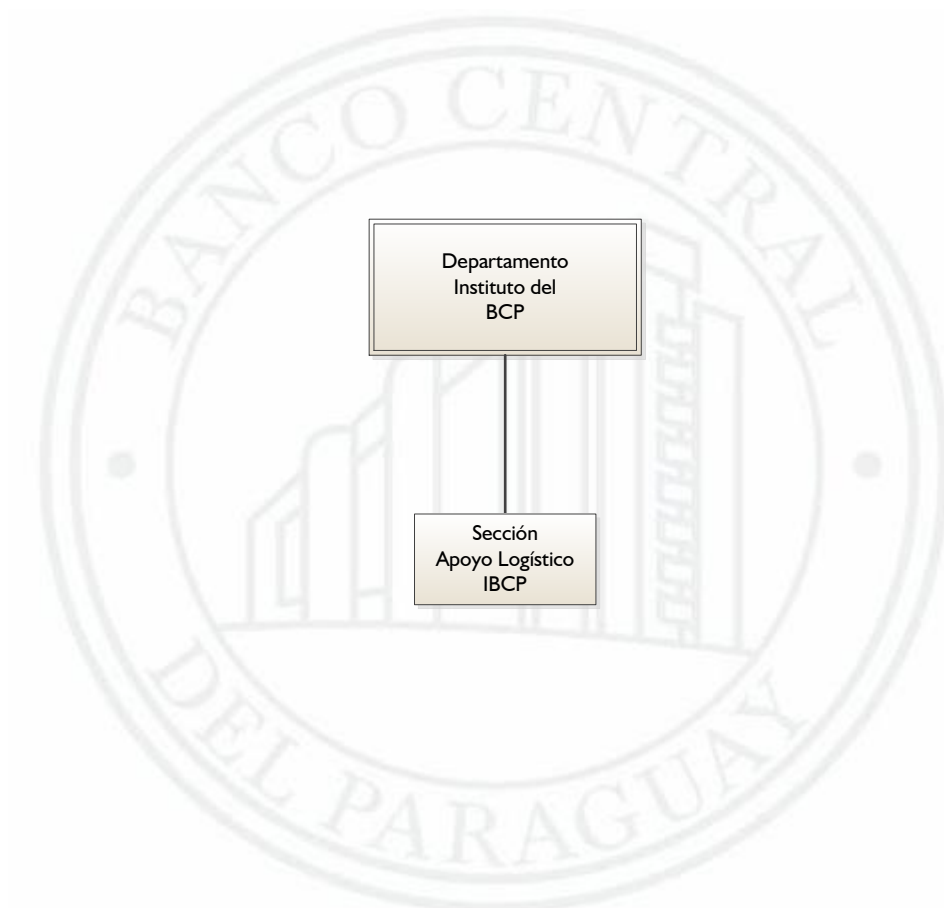 BANCO CENTRAL
Departamento
Instituto del
BCP
Sección
Apoyo Logístico
IBCP
DEL PARAGUAY